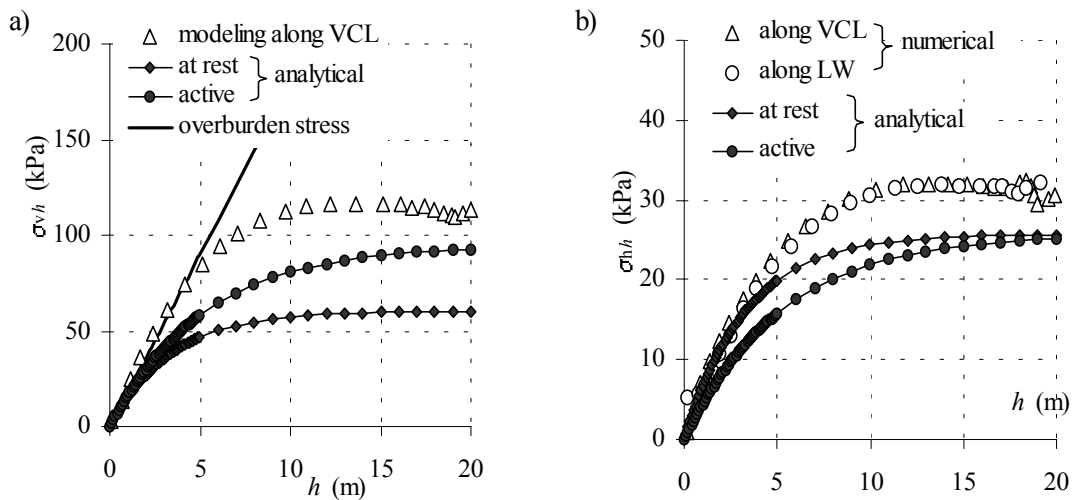 a)
200
150
100
50
0
σvh (kPa)
modeling along VCL
at rest
active
analytical
overburden stress
0 5 10 15 20
h (m)
b)
50
40
30
20
10
0
σhh (kPa)
along VCL
along LW
numerical
at rest
active
analytical
h (m)
0 5 10 15 20